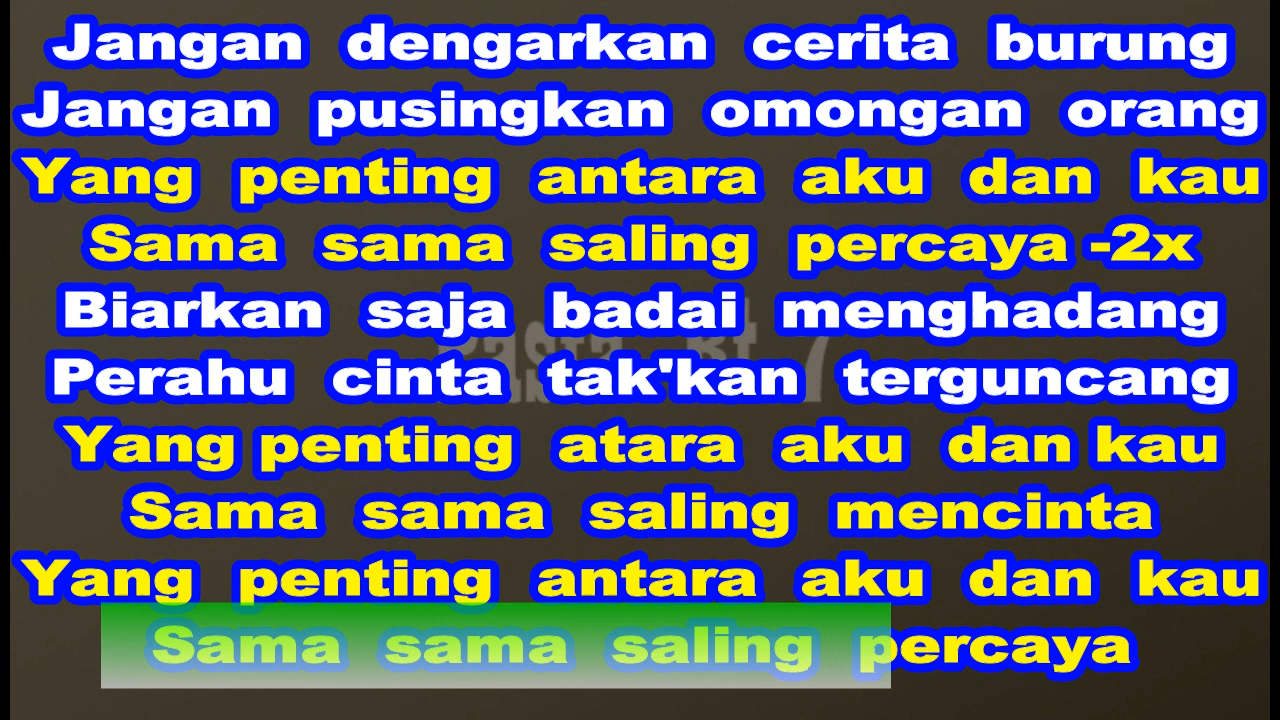 Jangan dengarkan cerita burung
Jangan pusingkan omongan orang
Yang penting antara aku dan kau
Sama sama saling percaya -2x
Biarkan saja badai menghadang
Perahu cinta tak'kan terguncang
Yang penting atara aku dan kau
Sama sama saling mencinta
Yang penting antara aku dan kau
Sama sama saling percaya